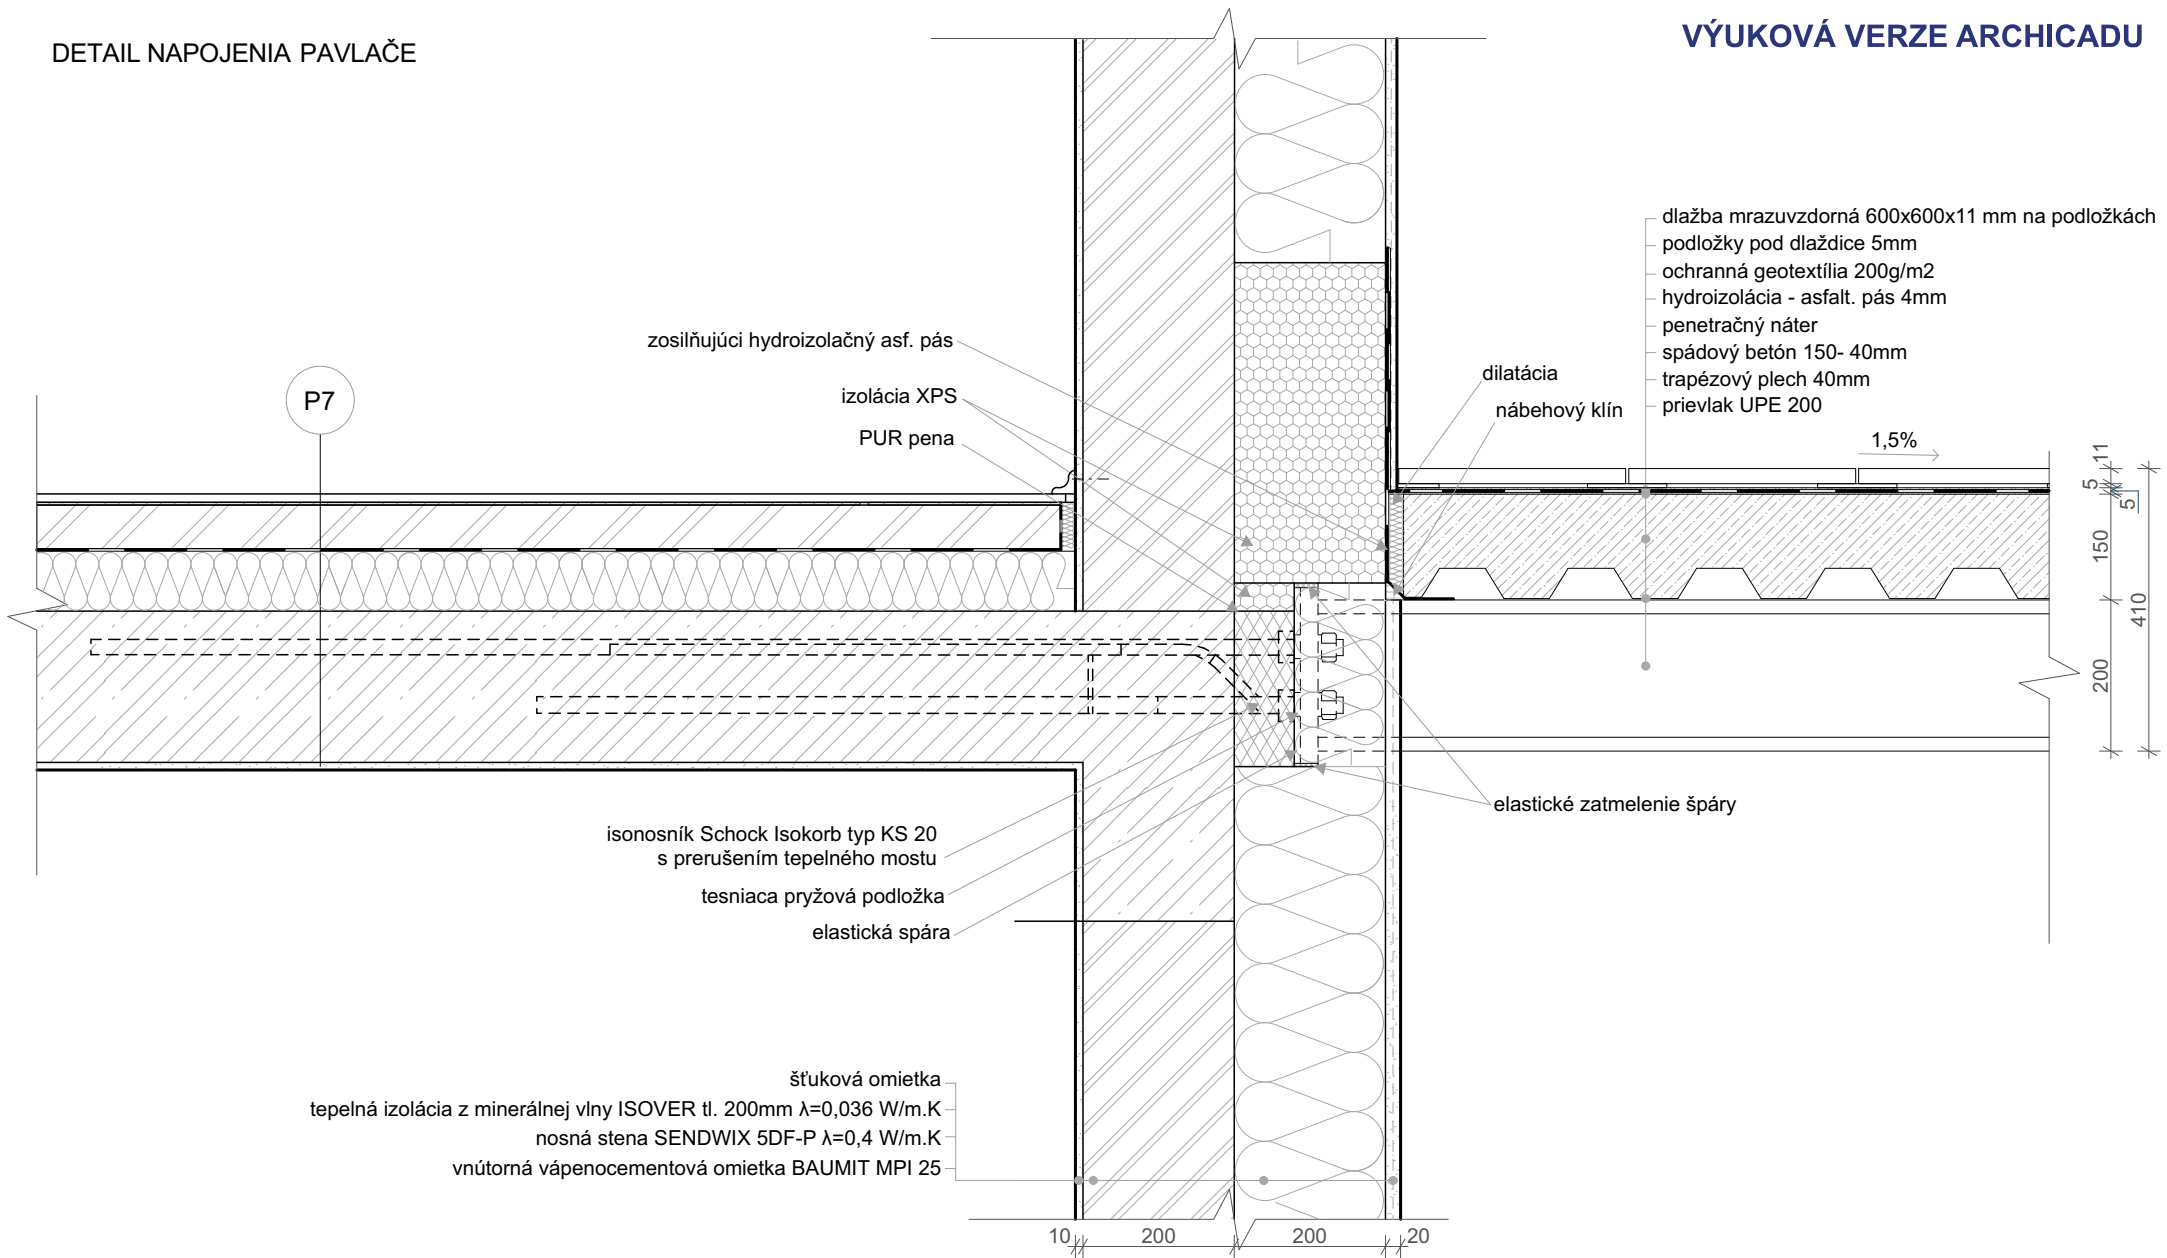 DETAIL NAPOJENIA PAVLAČE
VÝUKOVÁ VERZE ARCHICADU
dlažba mrazuvzdorná 600x600x11 mm na podložkách
podložky pod dlaždice 5mm
ochranná geotextília 200g/m2
hydroizolácia - asfalt. pás 4mm
penetračný náter
spádový betón 150- 40mm
trapézový plech 40mm
prievlak UPE 200
zosilňujúci hydroizolačný asf. pás
izolácia XPS
PUR pena
P7
dilatácia
nábehový klín
1,5%
11
5
5
150
410
200
elastické zatmelenie špáry
isonosník Schock Isokorb typ KS 20
s prerušením tepelného mostu
tesniaca pryžová podložka
elastická spára
šťuková omietka
tepelná izolácia z minerálnej vlny ISOVER tl. 200mm λ=0,036 W/m.K
nosná stena SENDWIX 5DF-P λ=0,4 W/m.K
vnútorná vápenocementová omietka BAUMIT MPI 25
10 200 200 20